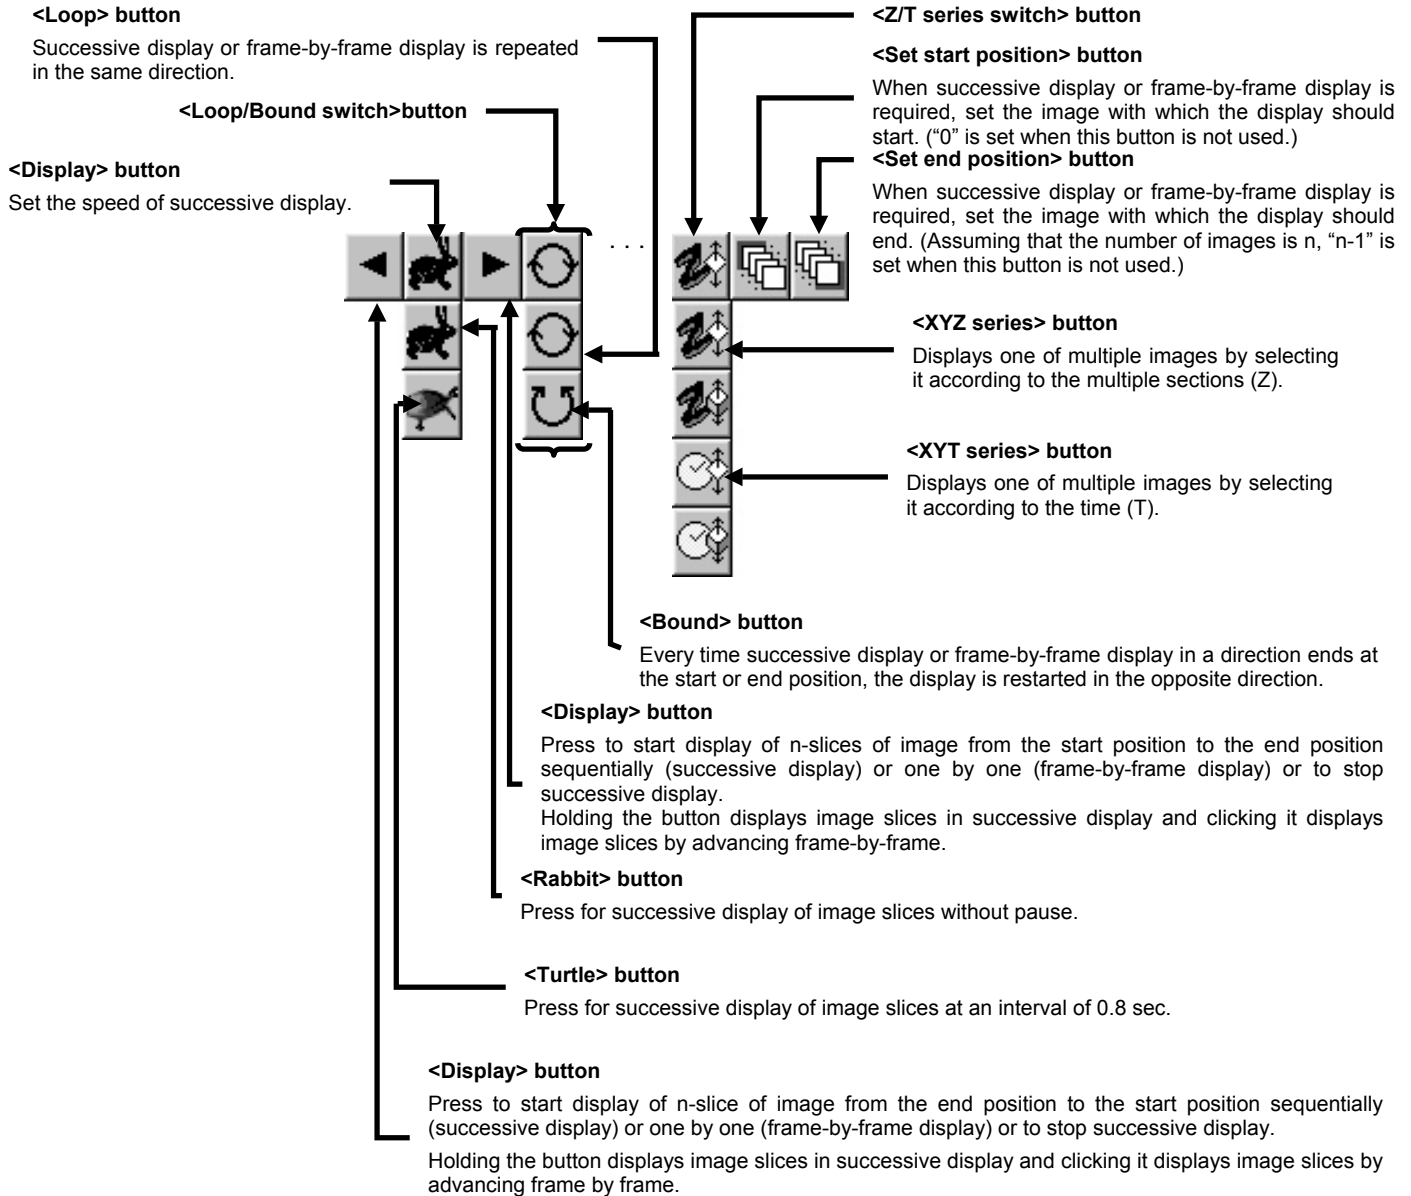 <Loop> button
Successive display or frame-by-frame display is repeated
in the same direction.
<Loop/Bound switch>button
<Display> button
Set the speed of successive display.
<Z/T series switch> button
<Set start position> button
When successive display or frame-by-frame display is
required, set the image with which the display should
start. (“0” is set when this button is not used.)
<Set end position> button
When successive display or frame-by-frame display is
required, set the image with which the display should
end. (Assuming that the number of images is n, “n-1” is
set when this button is not used.)
. . .
<XYZ series> button
Displays one of multiple images by selecting
it according to the multiple sections (Z).
<XYT series> button
Displays one of multiple images by selecting
it according to the time (T).
<Bound> button
Every time successive display or frame-by-frame display in a direction ends at
the start or end position, the display is restarted in the opposite direction.
<Display> button
Press to start display of n-slices of image from the start position to the end position
sequentially (successive display) or one by one (frame-by-frame display) or to stop
successive display.
Holding the button displays image slices in successive display and clicking it displays
image slices by advancing frame-by-frame.
<Rabbit> button
Press for successive display of image slices without pause.
<Turtle> button
Press for successive display of image slices at an interval of 0.8 sec.
<Display> button
Press to start display of n-slice of image from the end position to the start position sequentially
(successive display) or one by one (frame-by-frame display) or to stop successive display.
Holding the button displays image slices in successive display and clicking it displays image slices by
advancing frame by frame.